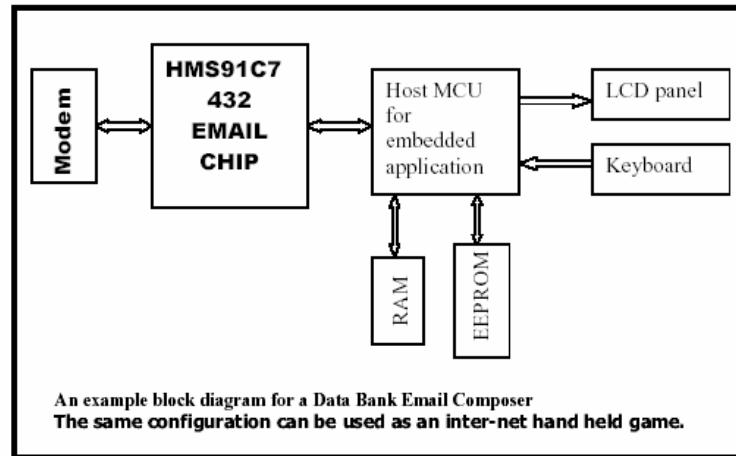 Modem
HMS91C7
432
EMAIL
CHIP
Host MCU
for
embedded
application
LCD panel
Keyboard
RAM
EEPROM
An example block diagram for a Data Bank Email Composer
The same configuration can be used as an inter-net hand held game.